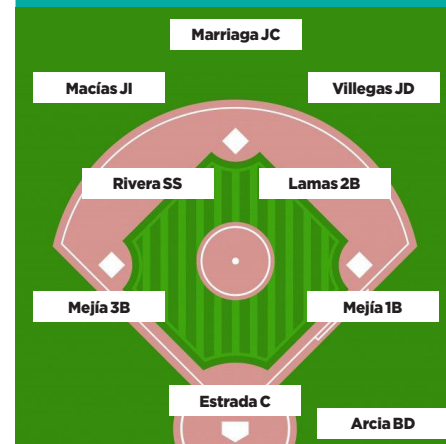 Marriaga JC
Macías JI
Villegas JD
Rivera SS
Lamas 2B
Mejía 3B
Mejía 1B
Estrada C
Arcia BD